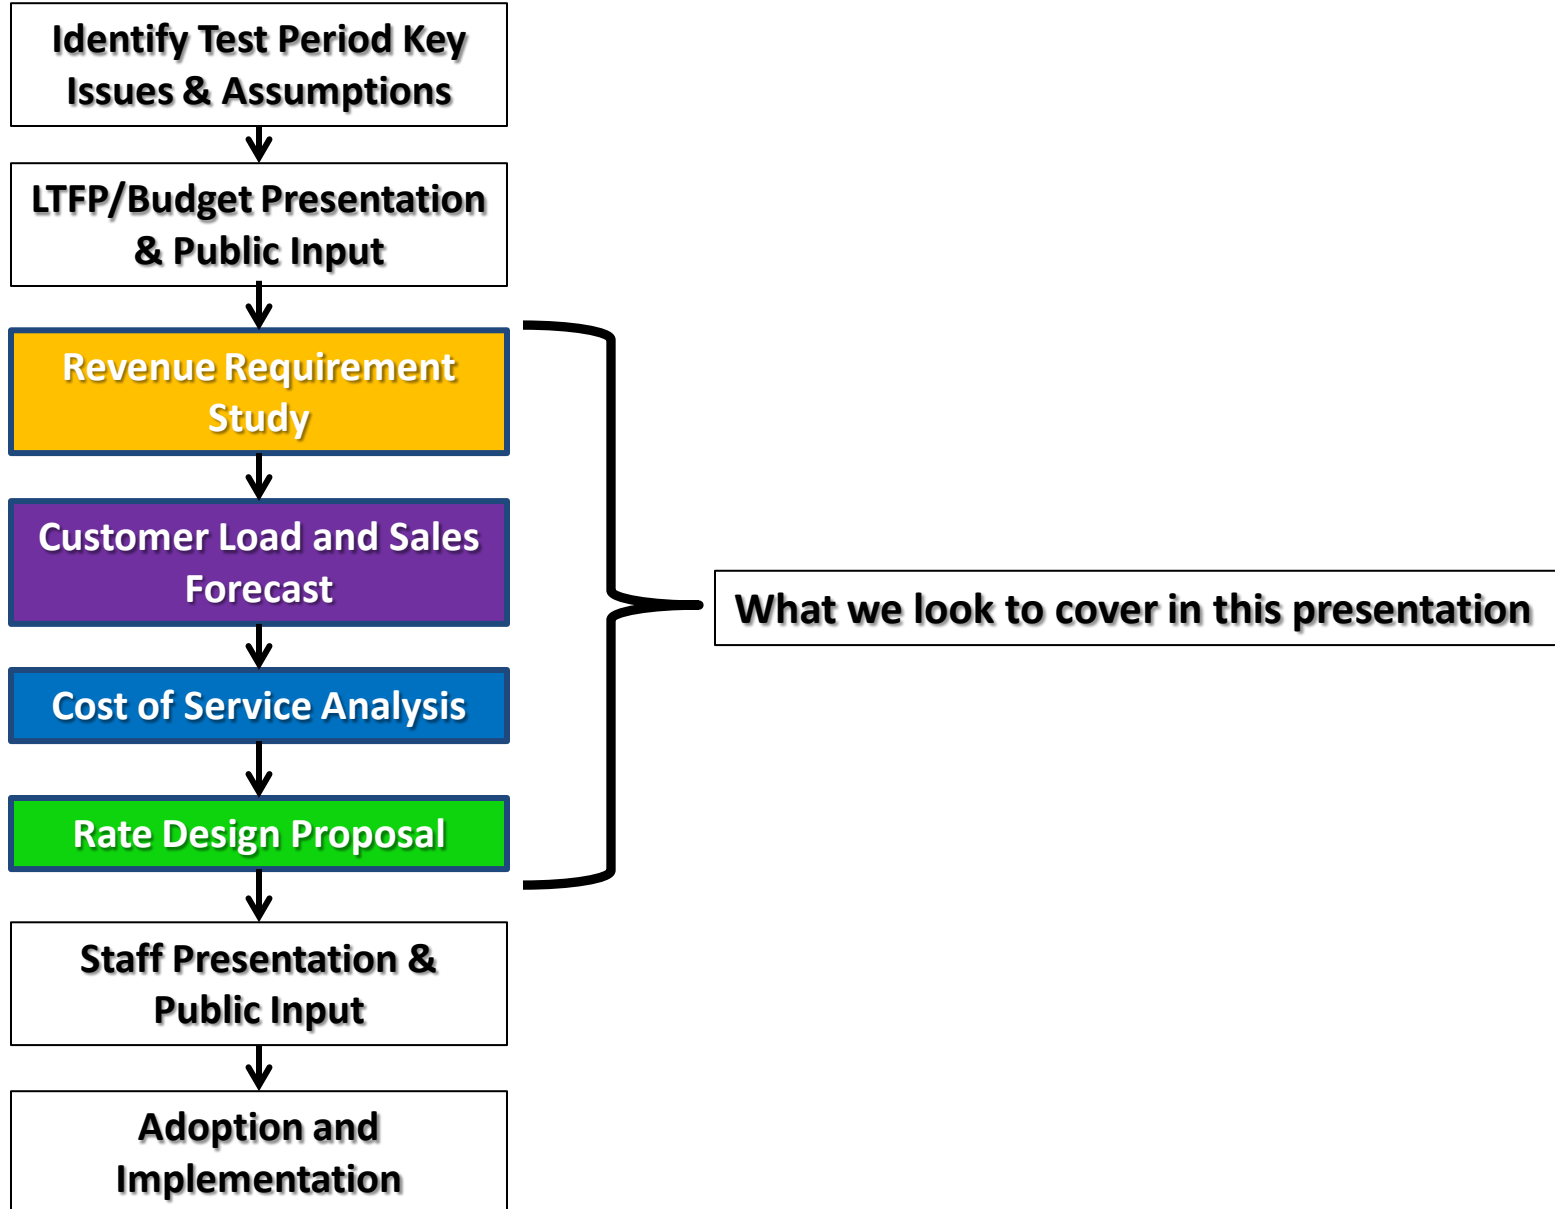 Identify Test Period Key
Issues & Assumptions
LTFP/Budget Presentation
& Public Input
Revenue Requirement
Study
Customer Load and Sales
Forecast
Cost of Service Analysis
Rate Design Proposal
What we look to cover in this presentation
Staff Presentation &
Public Input
Adoption and
Implementation